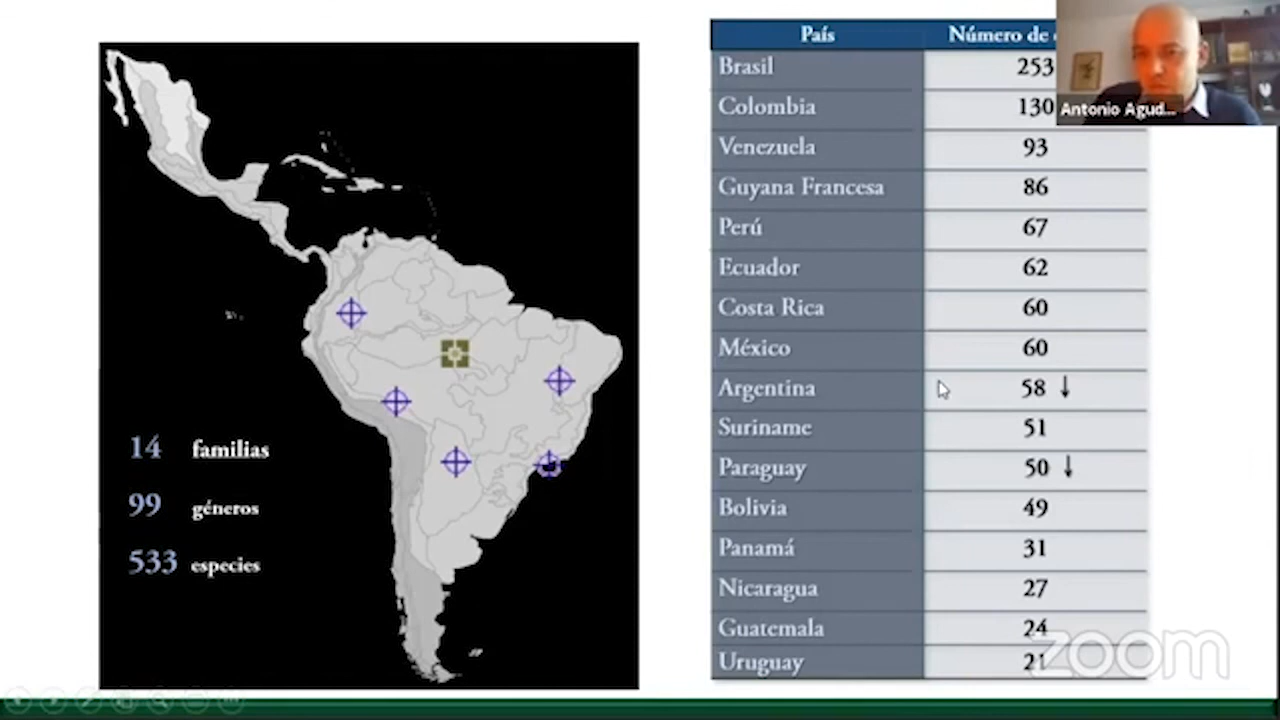 País Número de
Brasil 253
Colombia 130
Antonio Agud...
Venezuela 93
Guyana Francesa 86
Perú 67
Ecuador 62
Costa Rica 60
México 60
Argentina 58 ↓
Suriname 51
Paraguay 50 ↓
Bolivia 49
Panamá 31
Nicaragua 27
Guatemala 24
Uruguay 21
14 familias
99 géneros
533 especies
zoom